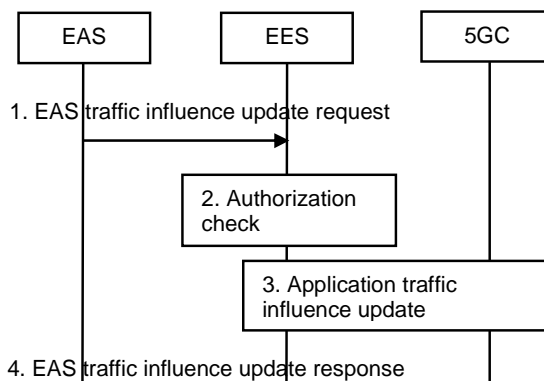 EAS
EES
5GC
1. EAS traffic influence update request
2. Authorization
check
3. Application traffic
influence update
4. EAS traffic influence update response